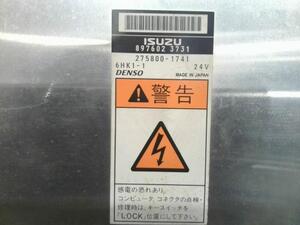 ISUZU
897602 3731
275800-1741
6HK1-1 24V
DENSO MADE IN JAPAN
警告
感電の恐れあり。
コンピュータ、コネクタの点検・
修理時は、キースイッチを
「LOCK」位置にして下さい。